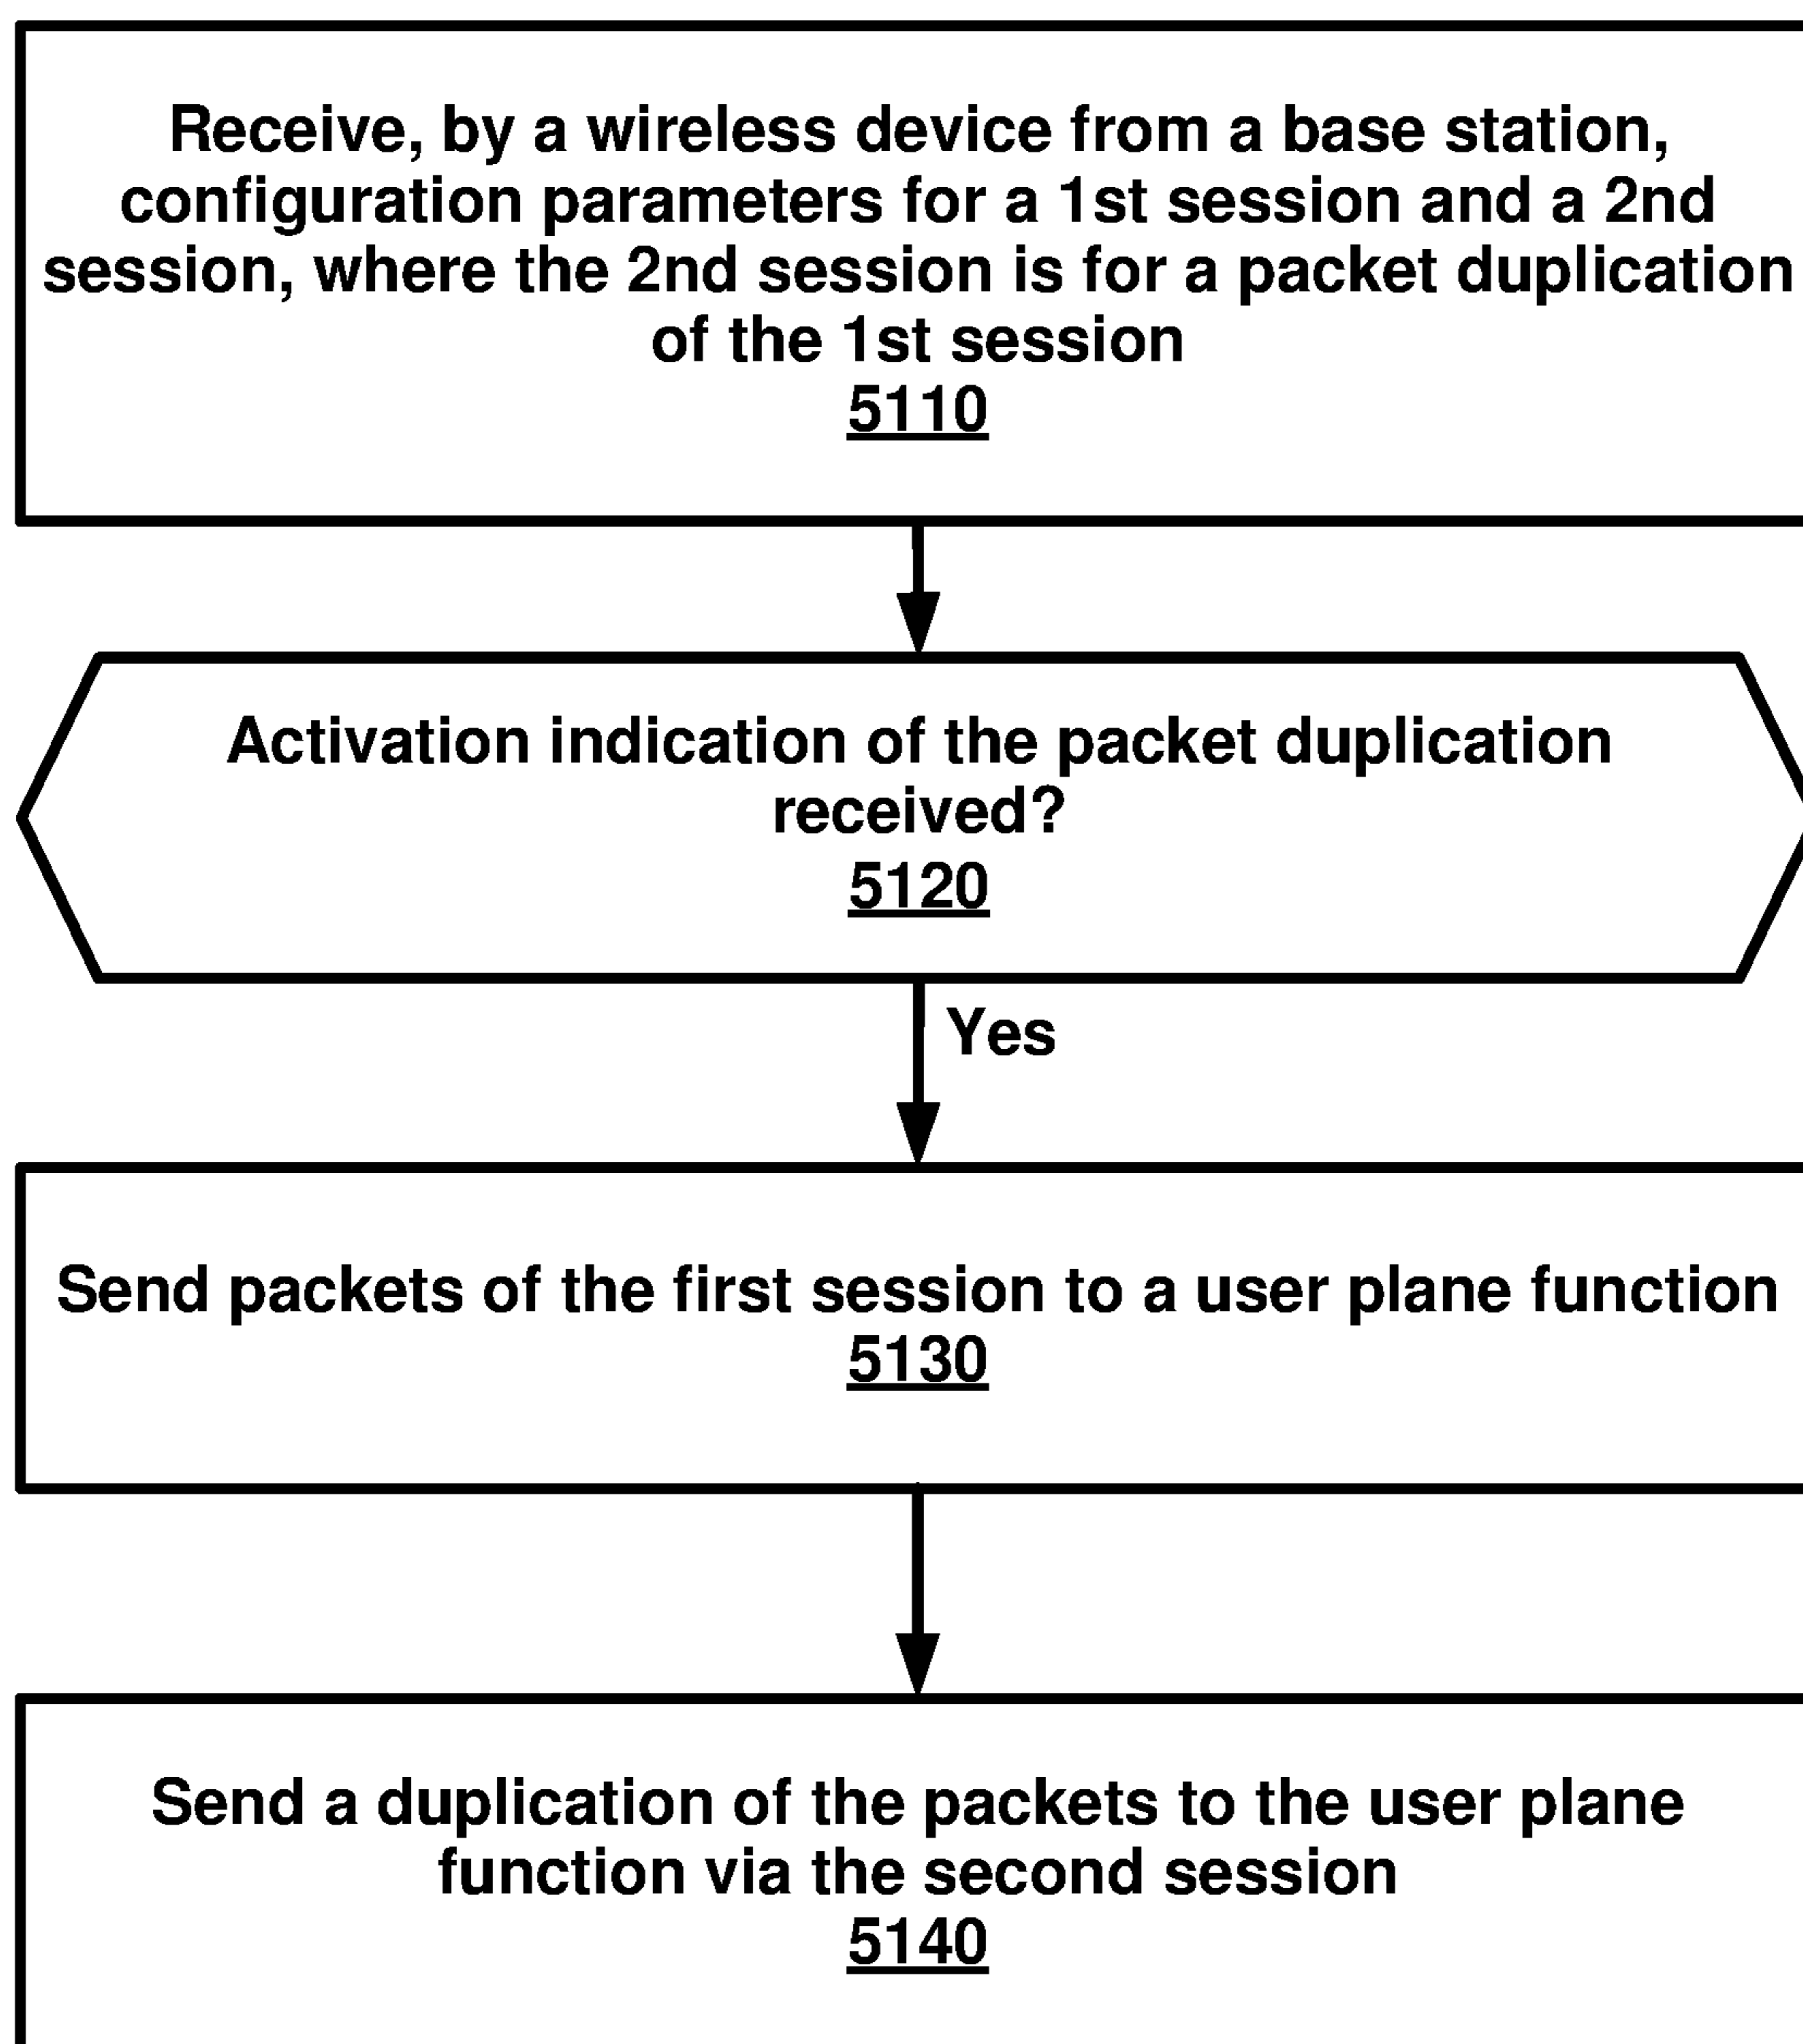 Receive, by a wireless device from a base station,
configuration parameters for a 1st session and a 2nd
session, where the 2nd session is for a packet duplication
of the 1st session
5110
Activation indication of the packet duplication
received?
5120
Yes
Send packets of the first session to a user plane function
5130
Send a duplication of the packets to the user plane
function via the second session
5140